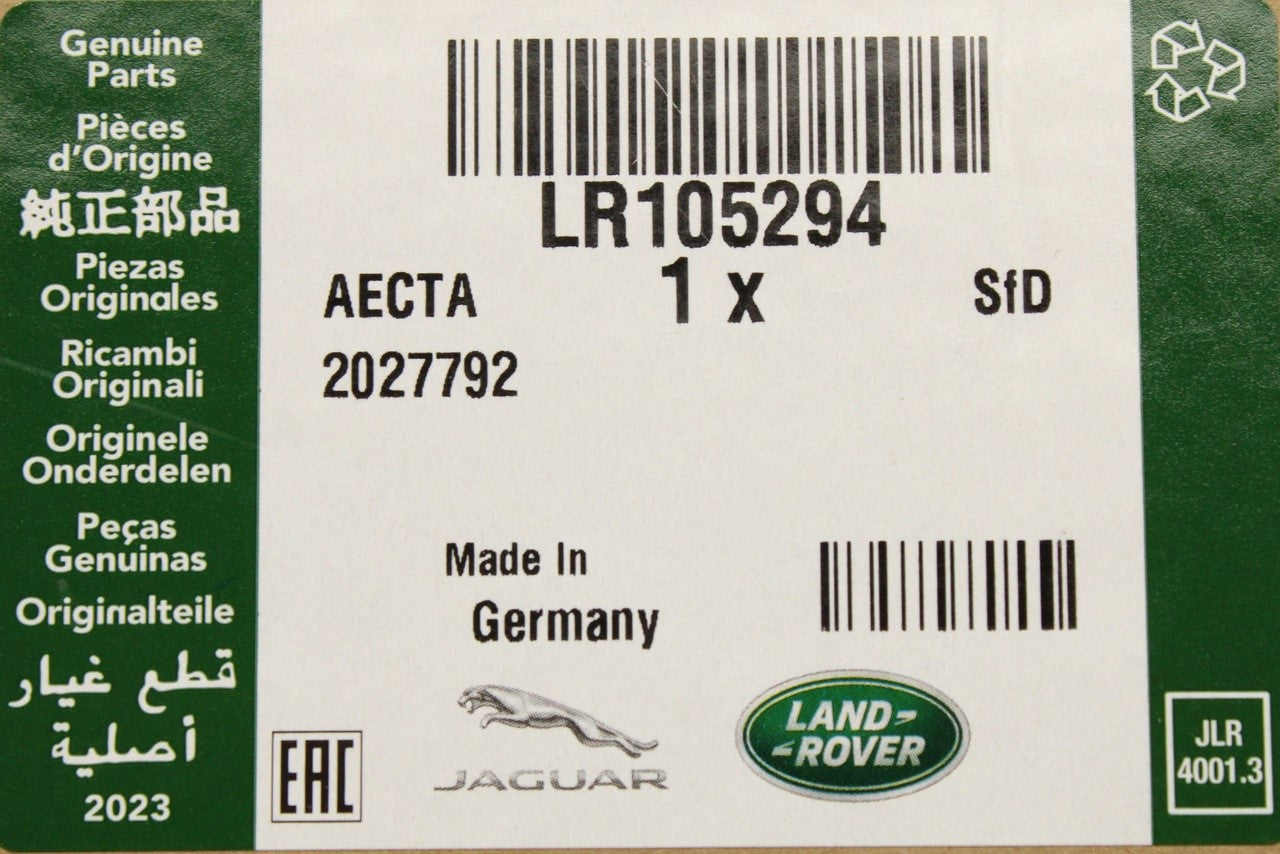 Genuine
Parts
Pièces
d'Origine
純正部品
Piezas
Originales
Ricambi
Originali
Originele
Onderdelen
Peças
Genuinas
Originalteile
قطع غيار
أصلية
2023
LR105294
AECTA 1 x SfD
2027792
Made In
Germany
EAC
JAGUAR
LAND
ROVER
JLR
4001.3